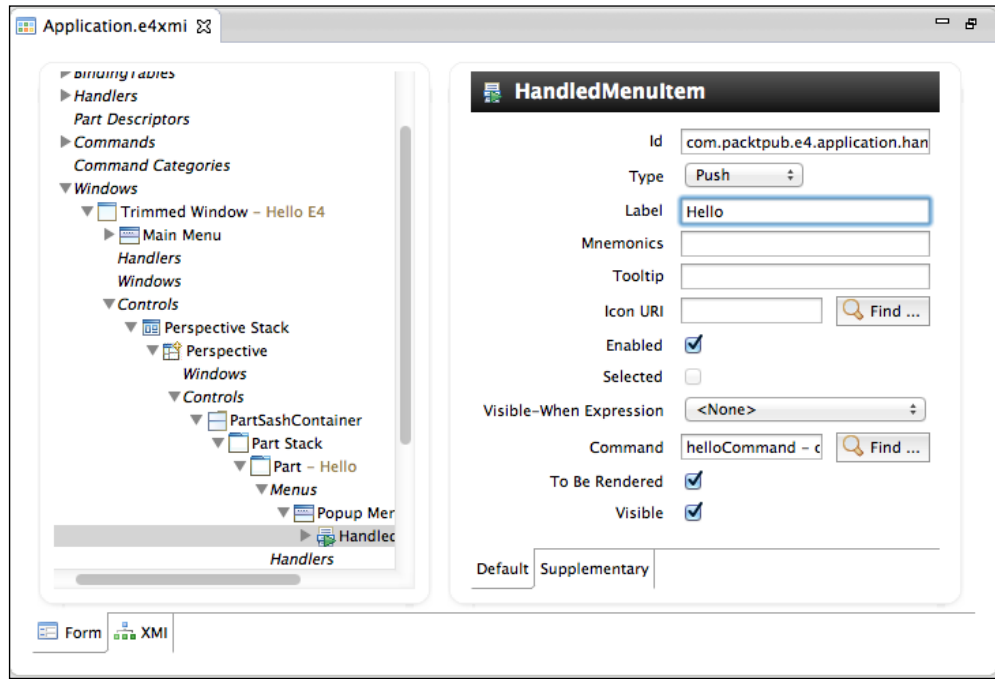 Application.e4xmi
BindingTables
Handlers
Part Descriptors
Commands
Command Categories
Windows
Trimmed Window – Hello E4
Main Menu
Handlers
Windows
Controls
Perspective Stack
Perspective
Windows
Controls
PartSashContainer
Part Stack
Part – Hello
Menus
Popup Mer
Handled
Handlers
HandledMenuItem
Id com.packtpub.e4.application.han
Type Push
Label Hello
Mnemonics
Tooltip
Icon URI Find ...
Enabled
Selected
Visible-When Expression <None>
Command helloCommand – c Find ...
To Be Rendered
Visible
Default Supplementary
Form XMI